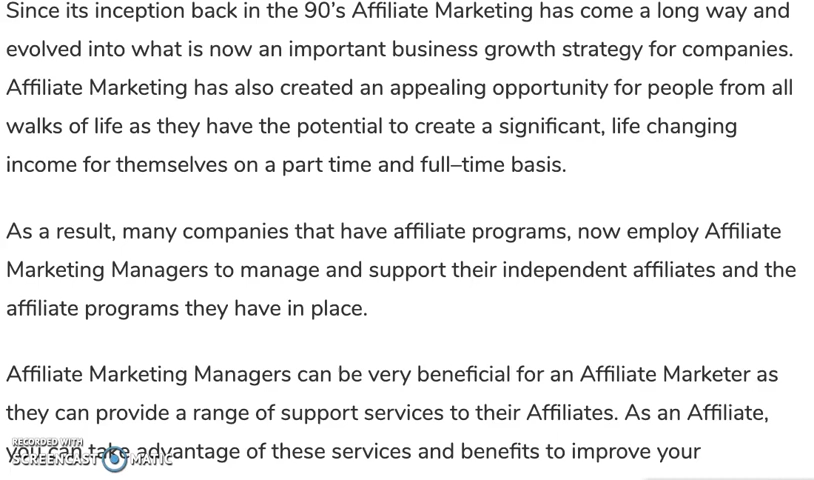 Since its inception back in the 90’s Affiliate Marketing has come a long way and
evolved into what is now an important business growth strategy for companies.
Affiliate Marketing has also created an appealing opportunity for people from all
walks of life as they have the potential to create a significant, life changing
income for themselves on a part time and full–time basis.
As a result, many companies that have affiliate programs, now employ Affiliate
Marketing Managers to manage and support their independent affiliates and the
affiliate programs they have in place.
Affiliate Marketing Managers can be very beneficial for an Affiliate Marketer as
they can provide a range of support services to their Affiliates. As an Affiliate,
you can take advantage of these services and benefits to improve your
RECORDED WITH
SCREENCAST MATIC